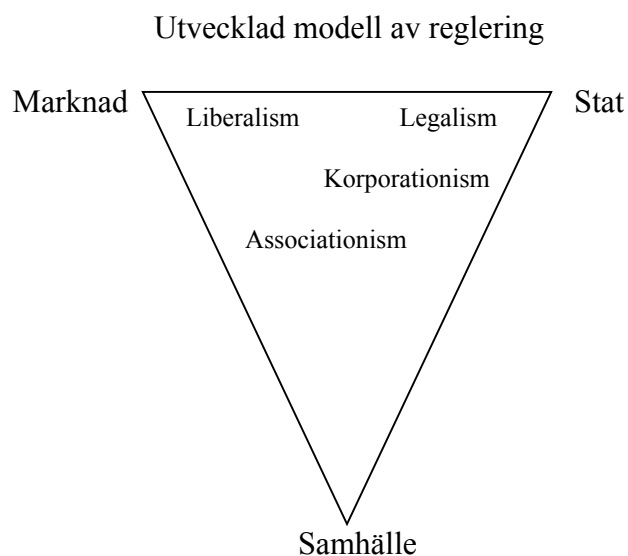 Utvecklad modell av reglering
Marknad
Stat
Liberalism
Legalism
Korporationism
Associationism
Samhälle